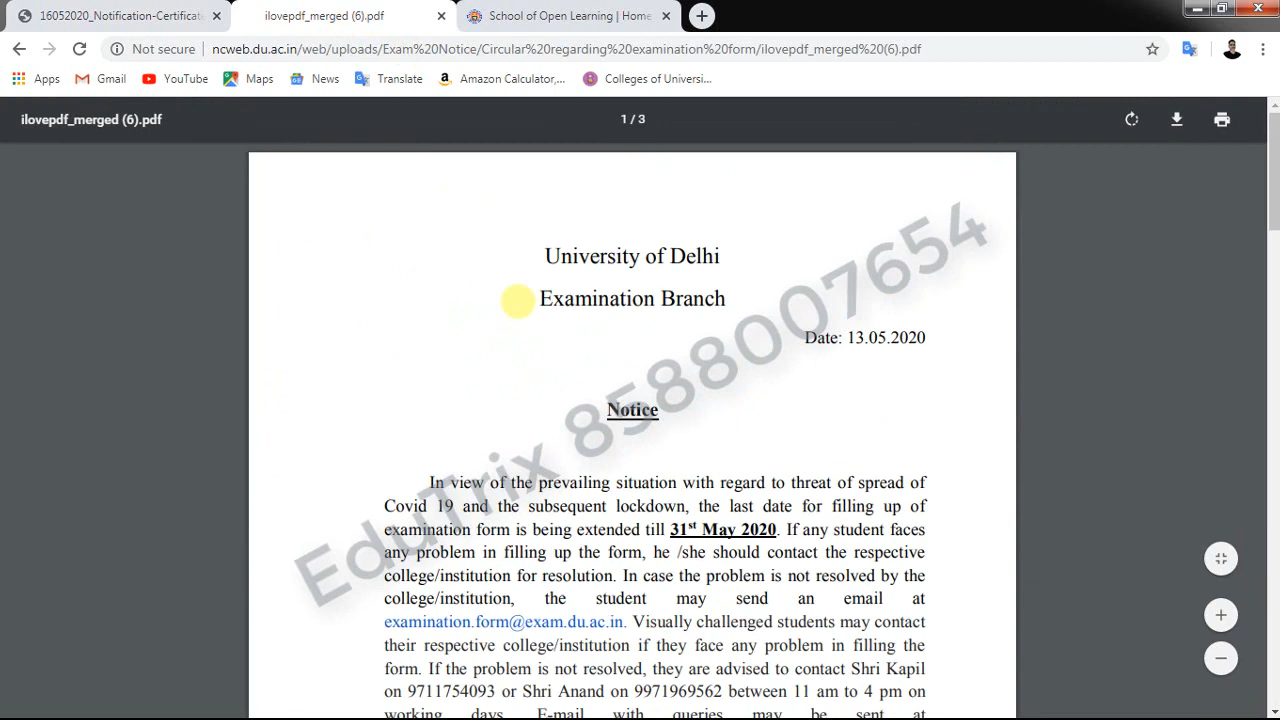 16052020_Notification-Certificat
ilovepdf_merged (6).pdf
School of Open Learning | Home
Not secure
ncweb.du.ac.in/web/uploads/Exam%20Notice/Circular%20regarding%20examination%20form/ilovepdf_merged%20(6).pdf
Apps
Gmail
YouTube
Maps
News
Translate
Amazon Calculator,...
Colleges of Universi...
ilovepdf_merged (6).pdf
1 / 3
University of Delhi
Examination Branch
Date: 13.05.2020
Notice
EduTrix 8588007654
In view of the prevailing situation with regard to threat of spread of
Covid 19 and the subsequent lockdown, the last date for filling up of
examination form is being extended till 31st May 2020. If any student faces
any problem in filling up the form, he /she should contact the respective
college/institution for resolution. In case the problem is not resolved by the
college/institution, the student may send an email at
examination.form@exam.du.ac.in. Visually challenged students may contact
their respective college/institution if they face any problem in filling the
form. If the problem is not resolved, they are advised to contact Shri Kapil
on 9711754093 or Shri Anand on 9971969562 between 11 am to 4 pm on
working days. E-mail with queries may be sent at